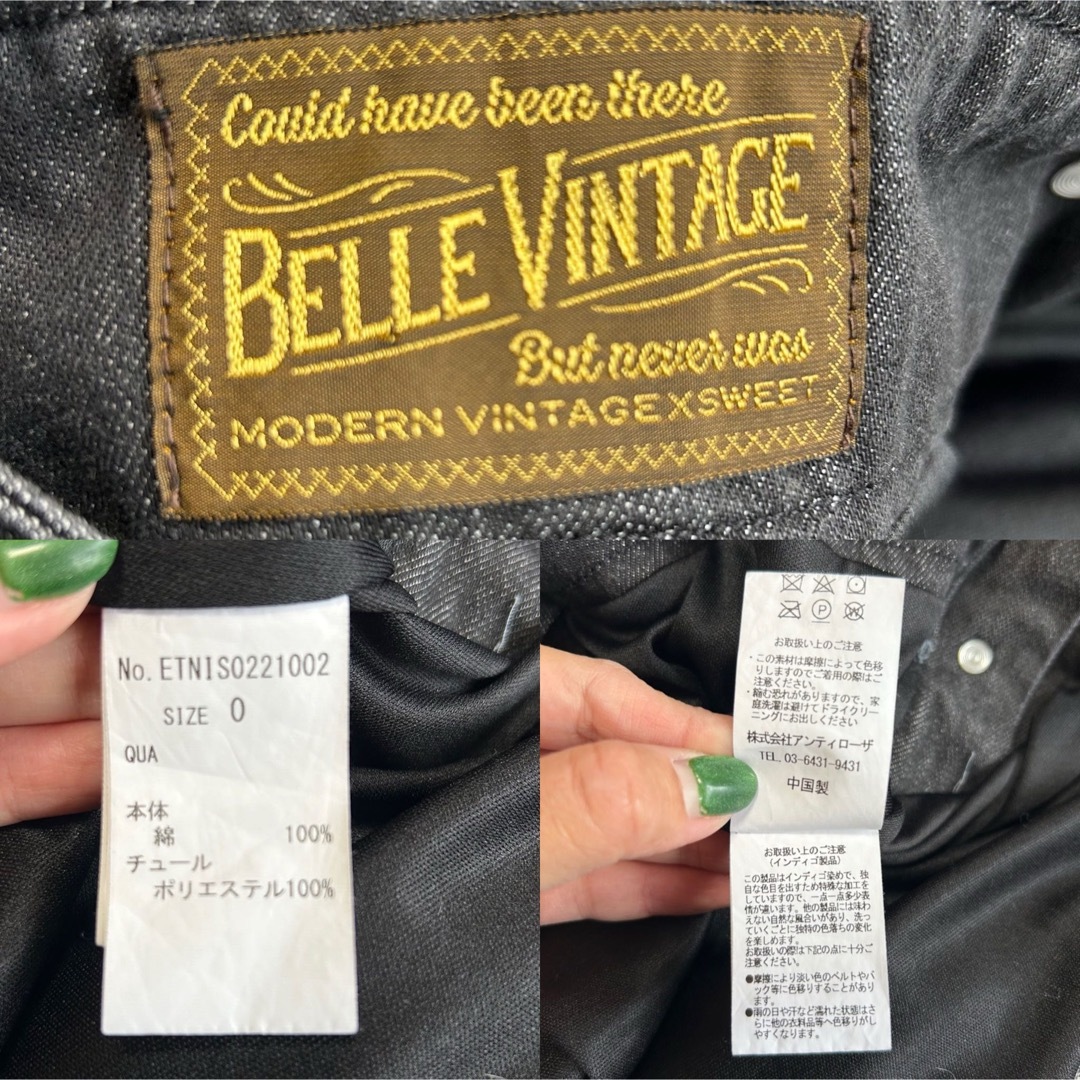 Could have been there
BELLE VINTAGE
But never was
MODERN VINTAGEXSWEET
No. ETNIS0221002
SIZE 0
QUA
本体
綿 100%
チュール
ポリエステル100%
P
W
お取扱い上のご注意
・この素材は摩擦によって色移
りしますのでご着用の際はご
注意ください。
・縮む恐れがありますので、家
庭洗濯は避けてドライクリー
ニングにお出しください
株式会社アンティローザ
TEL. 03-6431-9431
中国製
お取扱い上のご注意
(インディゴ製品)
この製品はインディゴ染めで、独
自な色目を出すため特殊な加工を
していますので、一点一点多少表
情が違います。他の製品には味わ
えない自然な風合いがあり、洗っ
ていくごとに独特の色落ちの変化
を楽しめます。
お取扱いの際は下記の点に十分ご
注意ください。
●摩擦により淡い色のベルトやバ
ック等に色移りすることがあり
ます。
●雨の日や汗など濡れた状態はさ
らに他の衣料品等へ色移りがし
やすくなります。